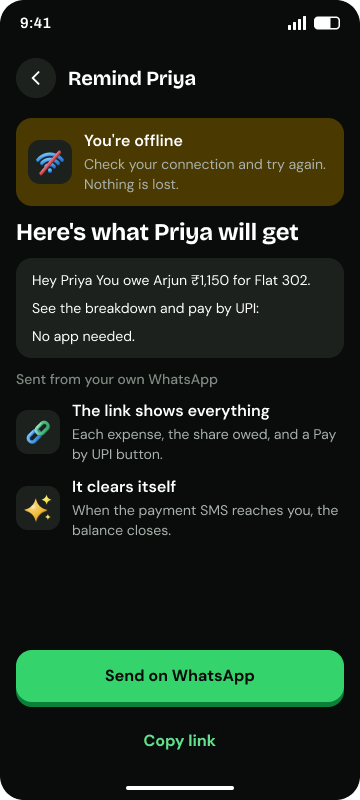 9:41
Remind Priya
You're offline
Check your connection and try again.
Nothing is lost.
Here's what Priya will get
Hey Priya You owe Arjun ₹1,150 for Flat 302.
See the breakdown and pay by UPI:
No app needed.
Sent from your own WhatsApp
The link shows everything
Each expense, the share owed, and a Pay
by UPI button.
It clears itself
When the payment SMS reaches you, the
balance closes.
Send on WhatsApp
Copy link